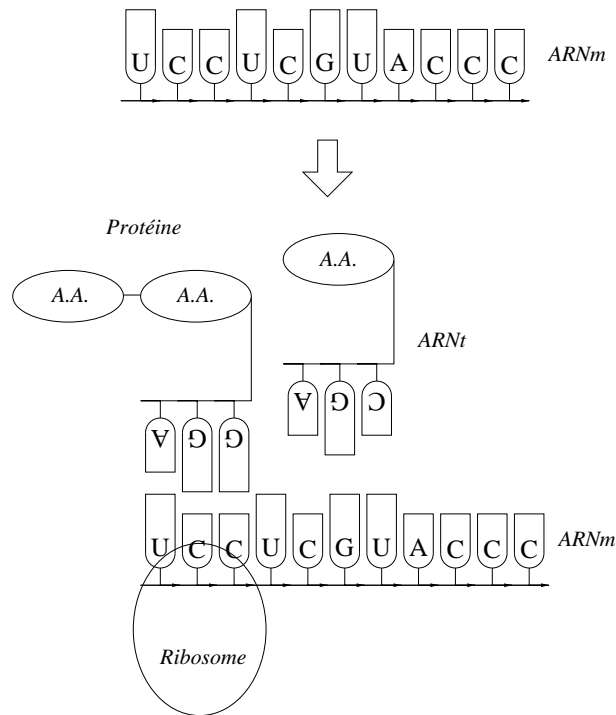 U C C U C G U A C C C
ARNm
Protéine
A.A.
A.A. A.A.
ARNt
A G C
A G G
U C C U C G U A C C C
ARNm
Ribosome